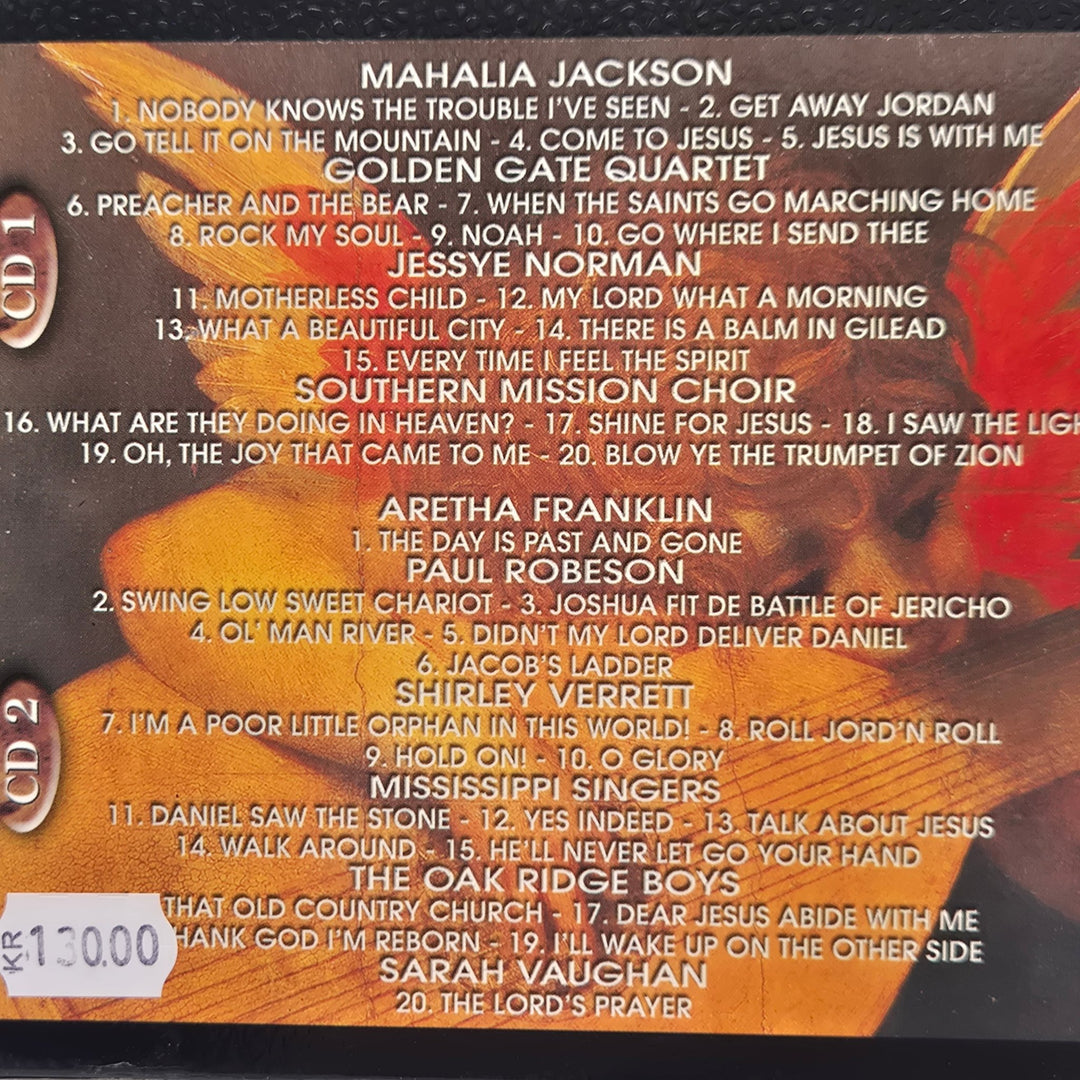 MAHALIA JACKSON
1. NOBODY KNOWS THE TROUBLE I'VE SEEN - 2. GET AWAY JORDAN
3. GO TELL IT ON THE MOUNTAIN - 4. COME TO JESUS - 5. JESUS IS WITH ME
GOLDEN GATE QUARTET
6. PREACHER AND THE BEAR - 7. WHEN THE SAINTS GO MARCHING HOME
8. ROCK MY SOUL - 9. NOAH - 10. GO WHERE I SEND THEE
JESSYE NORMAN
11. MOTHERLESS CHILD - 12. MY LORD WHAT A MORNING
13. WHAT A BEAUTIFUL CITY - 14. THERE IS A BALM IN GILEAD
15. EVERY TIME I FEEL THE SPIRIT
SOUTHERN MISSION CHOIR
16. WHAT ARE THEY DOING IN HEAVEN? - 17. SHINE FOR JESUS - 18. I SAW THE
19. OH, THE JOY THAT CAME TO ME - 20. BLOW YE THE TRUMPET OF ZION
CD 1
ARETHA FRANKLIN
1. THE DAY IS PAST AND GONE
PAUL ROBESON
2. SWING LOW SWEET CHARIOT - 3. JOSHUA FIT DE BATTLE OF JERICHO
4. OL' MAN RIVER - 5. DIDN'T MY LORD DELIVER DANIEL
6. JACOB'S LADDER
SHIRLEY VERRETT
7. I'M A POOR LITTLE ORPHAN IN THIS WORLD! - 8. ROLL JORD'N ROLL
9. HOLD ON! - 10. O GLORY
MISSISSIPPI SINGERS
11. DANIEL SAW THE STONE - 12. YES INDEED - 13. TALK ABOUT JESUS
14. WALK AROUND - 15. HE'LL NEVER LET GO YOUR HAND
THE OAK RIDGE BOYS
THAT OLD COUNTRY CHURCH - 17. DEAR JESUS ABIDE WITH ME
GOD I'M REBORN - 19. I'LL WAKE UP ON THE OTHER SIDE
SARAH VAUGHAN
20. THE LORD'S PRAYER
CD 2
KR 130.00